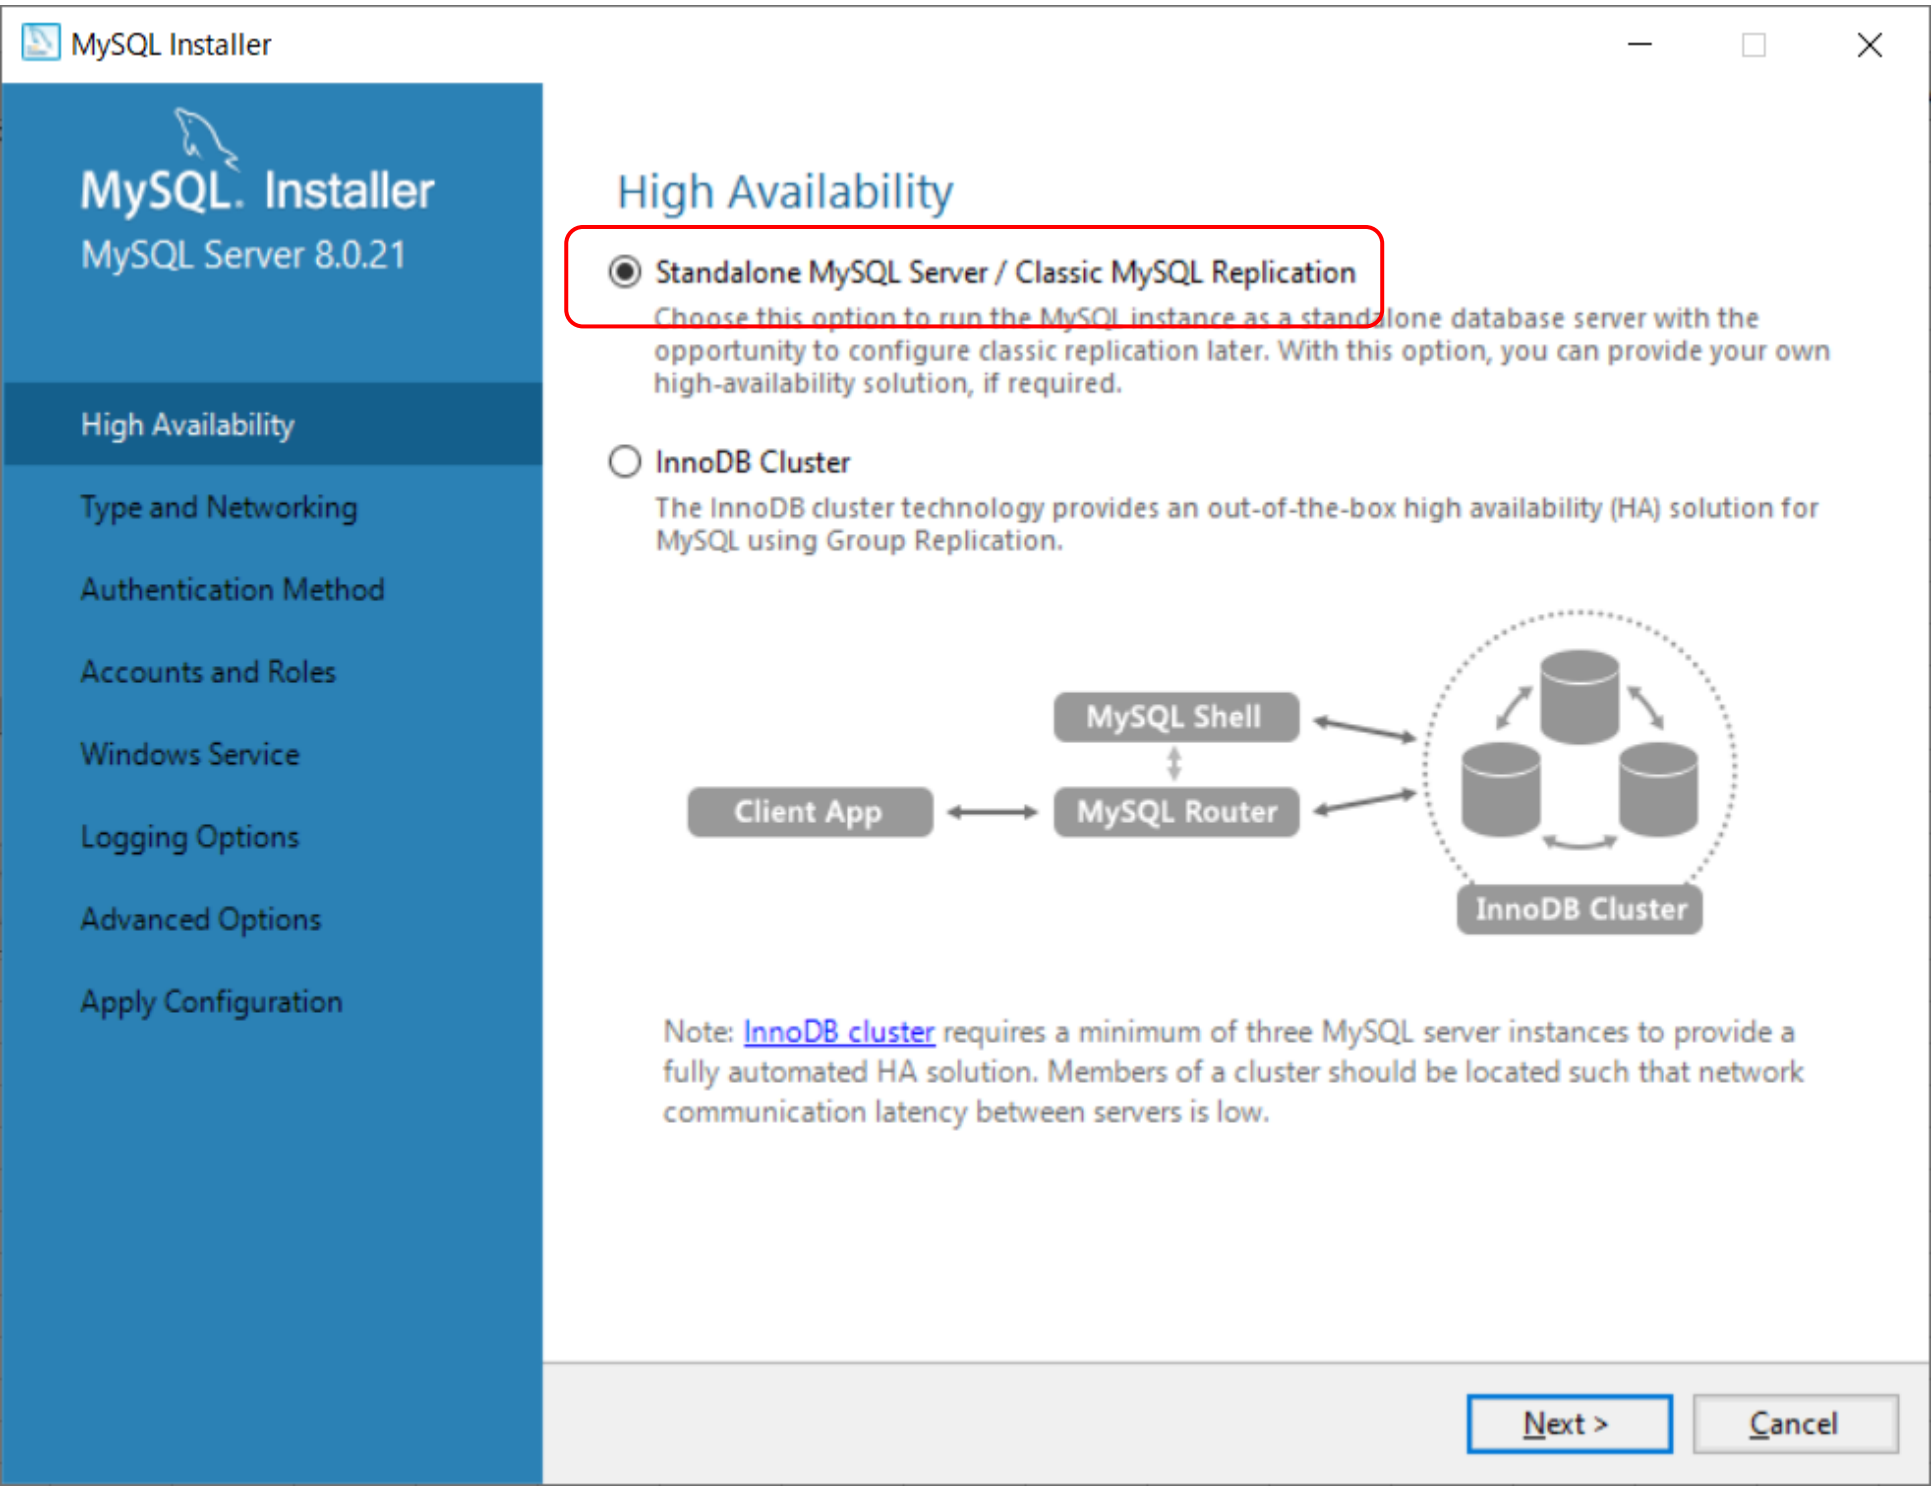 MySQL Installer
MySQL. Installer
MySQL Server 8.0.21
High Availability
Type and Networking
Authentication Method
Accounts and Roles
Windows Service
Logging Options
Advanced Options
Apply Configuration
High Availability
Standalone MySQL Server / Classic MySQL Replication
Choose this option to run the MySQL instance as a standalone database server with the
opportunity to configure classic replication later. With this option, you can provide your own
high-availability solution, if required.
InnoDB Cluster
The InnoDB cluster technology provides an out-of-the-box high availability (HA) solution for
MySQL using Group Replication.
MySQL Shell
Client App
MySQL Router
InnoDB Cluster
Note: InnoDB cluster requires a minimum of three MySQL server instances to provide a
fully automated HA solution. Members of a cluster should be located such that network
communication latency between servers is low.
Next >
Cancel